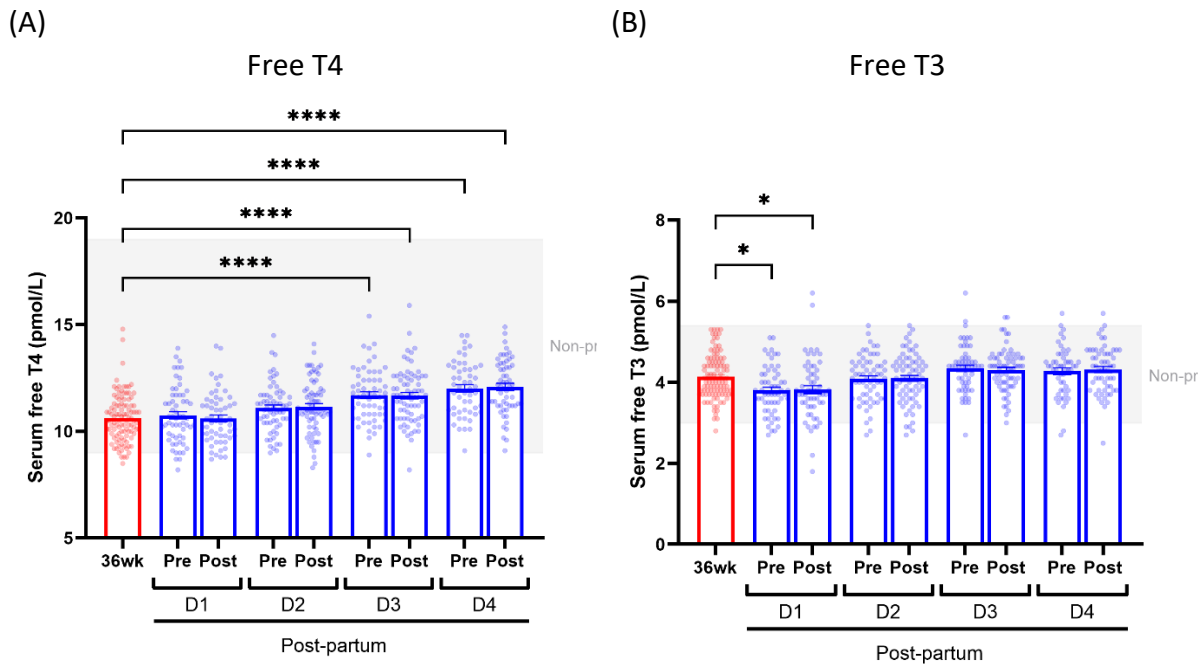 (A)
Free T4
****
****
****
****
Serum free T4 (pmol/L)
20
15
10
5
Non-pr
36wk Pre Post Pre Post Pre Post Pre Post
D1 D2 D3 D4
Post-partum
(B)
Free T3
*
*
Serum free T3 (pmol/L)
8
6
4
2
0
Non-pr
36wk Pre Post Pre Post Pre Post Pre Post
D1 D2 D3 D4
Post-partum